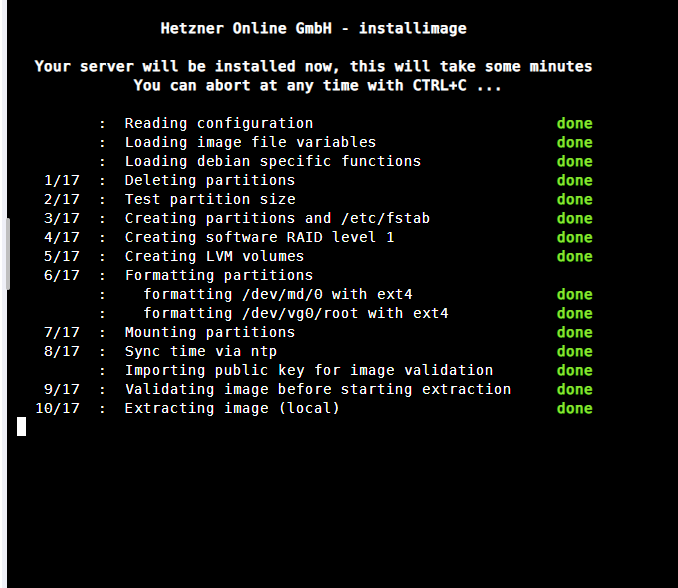 Hetzner Online GmbH - installimage
Your server will be installed now, this will take some minutes
You can abort at any time with CTRL+C ...
: Reading configuration done
: Loading image file variables done
: Loading debian specific functions done
1/17 : Deleting partitions done
2/17 : Test partition size done
3/17 : Creating partitions and /etc/fstab done
4/17 : Creating software RAID level 1 done
5/17 : Creating LVM volumes done
6/17 : Formatting partitions
: formatting /dev/md/0 with ext4 done
: formatting /dev/vg0/root with ext4 done
7/17 : Mounting partitions done
8/17 : Sync time via ntp done
: Importing public key for image validation done
9/17 : Validating image before starting extraction done
10/17 : Extracting image (local) done